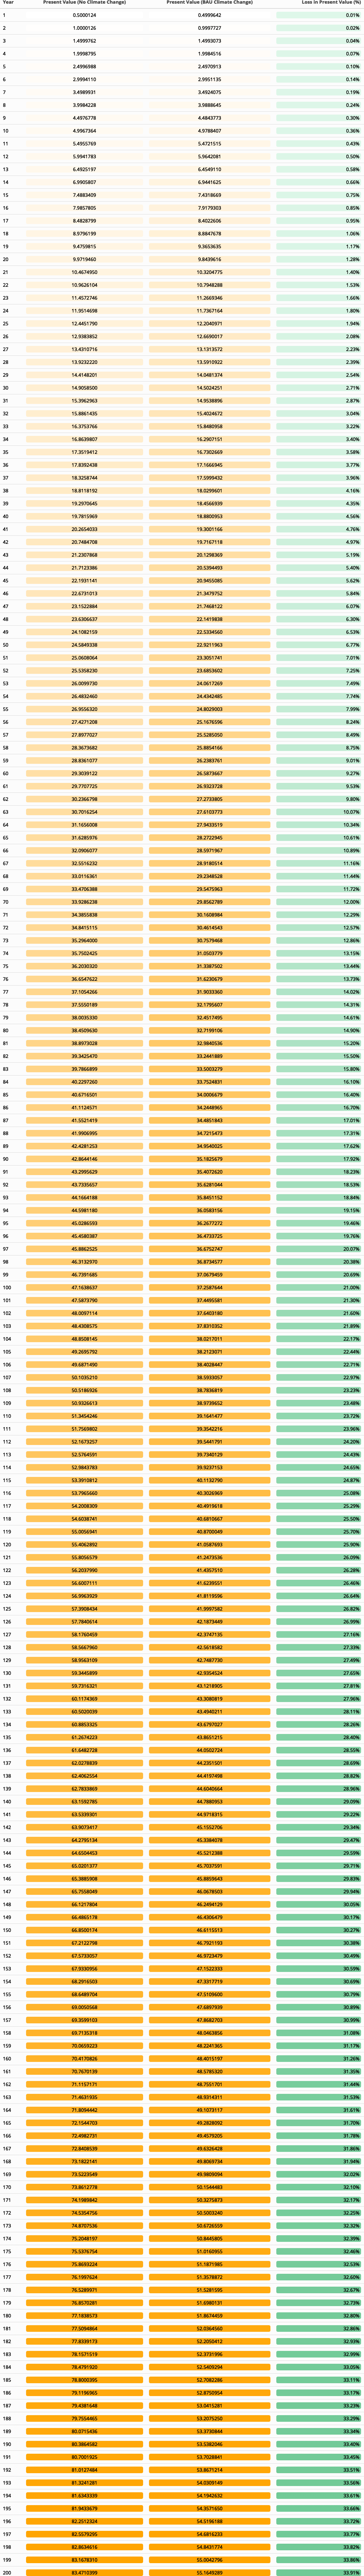 Year Present Value (No Climate Change) Present Value (BAU Climate Change) Loss in Present Value (%)
1 0.5000124 0.4999642 0.01%
2 1.0000126 0.9997727 0.02%
3 1.4999762 1.4993073 0.04%
4 1.9998795 1.9984516 0.07%
5 2.4996988 2.4970913 0.10%
6 2.9994110 2.9951135 0.14%
7 3.4989931 3.4924075 0.19%
8 3.9984228 3.9888645 0.24%
9 4.4976778 4.4843773 0.30%
10 4.9967364 4.9788407 0.36%
11 5.4955769 5.4721515 0.43%
12 5.9941783 5.9642081 0.50%
13 6.4925197 6.4549110 0.58%
14 6.9905807 6.9441625 0.66%
15 7.4883409 7.4318669 0.75%
16 7.9857805 7.9179303 0.85%
17 8.4828799 8.4022606 0.95%
18 8.9796199 8.8847678 1.06%
19 9.4759815 9.3653635 1.17%
20 9.9719460 9.8439616 1.28%
21 10.4674950 10.3204775 1.40%
22 10.9626104 10.7948288 1.53%
23 11.4572746 11.2669346 1.66%
24 11.9514698 11.7367164 1.80%
25 12.4451790 12.2040971 1.94%
26 12.9383852 12.6690017 2.08%
27 13.4310716 13.1313572 2.23%
28 13.9232220 13.5910922 2.39%
29 14.4148201 14.0481374 2.54%
30 14.9058500 14.5024251 2.71%
31 15.3962963 14.9538896 2.87%
32 15.8861435 15.4024672 3.04%
33 16.3753766 15.8480958 3.22%
34 16.8639807 16.2907151 3.40%
35 17.3519412 16.7302669 3.58%
36 17.8392438 17.1666945 3.77%
37 18.3258744 17.5999432 3.96%
38 18.8118192 18.0299601 4.16%
39 19.2970645 18.4566939 4.35%
40 19.7815969 18.8800953 4.56%
41 20.2654033 19.3001166 4.76%
42 20.7484708 19.7167118 4.97%
43 21.2307868 20.1298369 5.19%
44 21.7123386 20.5394493 5.40%
45 22.1931141 20.9455085 5.62%
46 22.6731013 21.3479752 5.84%
47 23.1522884 21.7468122 6.07%
48 23.6306637 22.1419838 6.30%
49 24.1082159 22.5334560 6.53%
50 24.5849338 22.9211963 6.77%
51 25.0608064 23.3051741 7.01%
52 25.5358230 23.6853602 7.25%
53 26.0099730 24.0617269 7.49%
54 26.4832460 24.4342485 7.74%
55 26.9556320 24.8029003 7.99%
56 27.4271208 25.1676596 8.24%
57 27.8977027 25.5285050 8.49%
58 28.3673682 25.8854166 8.75%
59 28.8361077 26.2383761 9.01%
60 29.3039122 26.5873667 9.27%
61 29.7707725 26.9323728 9.53%
62 30.2366798 27.2733805 9.80%
63 30.7016254 27.6103773 10.07%
64 31.1656008 27.9433519 10.34%
65 31.6285976 28.2722945 10.61%
66 32.0906077 28.5971967 10.89%
67 32.5516232 28.9180514 11.16%
68 33.0116361 29.2348528 11.44%
69 33.4706388 29.5475963 11.72%
70 33.9286238 29.8562789 12.00%
71 34.3855838 30.1608984 12.29%
72 34.8415115 30.4614543 12.57%
73 35.2964000 30.7579468 12.86%
74 35.7502425 31.0503779 13.15%
75 36.2030320 31.3387502 13.44%
76 36.6547622 31.6230679 13.73%
77 37.1054266 31.9033360 14.02%
78 37.5550189 32.1795607 14.31%
79 38.0035330 32.4517495 14.61%
80 38.4509630 32.7199106 14.90%
81 38.8973028 32.9840536 15.20%
82 39.3425470 33.2441889 15.50%
83 39.7866899 33.5003279 15.80%
84 40.2297260 33.7524831 16.10%
85 40.6716501 34.0006679 16.40%
86 41.1124571 34.2448965 16.70%
87 41.5521419 34.4851843 17.01%
88 41.9906995 34.7215473 17.31%
89 42.4281253 34.9540025 17.62%
90 42.8644146 35.1825679 17.92%
91 43.2995629 35.4072620 18.23%
92 43.7335657 35.6281044 18.53%
93 44.1664188 35.8451152 18.84%
94 44.5981180 36.0583156 19.15%
95 45.0286593 36.2677272 19.46%
96 45.4580387 36.4733725 19.76%
97 45.8862525 36.6752747 20.07%
98 46.3132970 36.8734577 20.38%
99 46.7391685 37.0679459 20.69%
100 47.1638637 37.2587644 21.00%
101 47.5873790 37.4495581 21.30%
102 48.0097114 37.6403180 21.60%
103 48.4308575 37.8310352 21.89%
104 48.8508145 38.0217011 22.17%
105 49.2695792 38.2123071 22.44%
106 49.6871490 38.4028447 22.71%
107 50.1035210 38.5933057 22.97%
108 50.5186926 38.7836819 23.23%
109 50.9326613 38.9739652 23.48%
110 51.3454246 39.1641477 23.72%
111 51.7569802 39.3542216 23.96%
112 52.1673257 39.5441791 24.20%
113 52.5764591 39.7340129 24.43%
114 52.9843783 39.9237153 24.65%
115 53.3910812 40.1132790 24.87%
116 53.7965660 40.3026969 25.08%
117 54.2008309 40.4919618 25.29%
118 54.6038741 40.6810667 25.50%
119 55.0056941 40.8700049 25.70%
120 55.4062892 41.0587693 25.90%
121 55.8056579 41.2473536 26.09%
122 56.2037990 41.4357510 26.28%
123 56.6007111 41.6239551 26.46%
124 56.9963929 41.8119596 26.64%
125 57.3908434 41.9997582 26.82%
126 57.7840614 42.1873449 26.99%
127 58.1760459 42.3747135 27.16%
128 58.5667960 42.5618582 27.33%
129 58.9563109 42.7487730 27.49%
130 59.3445899 42.9354524 27.65%
131 59.7316321 43.1218905 27.81%
132 60.1174369 43.3080819 27.96%
133 60.5020039 43.4940211 28.11%
134 60.8853325 43.6797027 28.26%
135 61.2674223 43.8651215 28.40%
136 61.6482728 44.0502724 28.55%
137 62.0278839 44.2351501 28.69%
138 62.4062554 44.4197498 28.82%
139 62.7833869 44.6040664 28.96%
140 63.1592785 44.7880953 29.09%
141 63.5339301 44.9718315 29.22%
142 63.9073417 45.1552706 29.34%
143 64.2795134 45.3384078 29.47%
144 64.6504453 45.5212388 29.59%
145 65.0201377 45.7037591 29.71%
146 65.3885908 45.8859643 29.83%
147 65.7558049 46.0678503 29.94%
148 66.1217804 46.2494129 30.05%
149 66.4865178 46.4306479 30.17%
150 66.8500174 46.6115513 30.27%
151 67.2122798 46.7921193 30.38%
152 67.5733057 46.9723479 30.49%
153 67.9330956 47.1522333 30.59%
154 68.2916503 47.3317719 30.69%
155 68.6489704 47.5109600 30.79%
156 69.0050568 47.6897939 30.89%
157 69.3599103 47.8682703 30.99%
158 69.7135318 48.0463856 31.08%
159 70.0659223 48.2241365 31.17%
160 70.4170826 48.4015197 31.26%
161 70.7670139 48.5785320 31.35%
162 71.1157171 48.7551701 31.44%
163 71.4631935 48.9314311 31.53%
164 71.8094442 49.1073117 31.61%
165 72.1544703 49.2828092 31.70%
166 72.4982731 49.4579205 31.78%
167 72.8408539 49.6326428 31.86%
168 73.1822141 49.8069734 31.94%
169 73.5223549 49.9809094 32.02%
170 73.8612778 50.1544483 32.10%
171 74.1989842 50.3275873 32.17%
172 74.5354756 50.5003240 32.25%
173 74.8707536 50.6726559 32.32%
174 75.2048197 50.8445805 32.39%
175 75.5376754 51.0160955 32.46%
176 75.8693224 51.1871985 32.53%
177 76.1997624 51.3578872 32.60%
178 76.5289971 51.5281595 32.67%
179 76.8570281 51.6980131 32.73%
180 77.1838573 51.8674459 32.80%
181 77.5094864 52.0364560 32.86%
182 77.8339173 52.2050412 32.93%
183 78.1571519 52.3731996 32.99%
184 78.4791920 52.5409294 33.05%
185 78.8000395 52.7082286 33.11%
186 79.1196965 52.8750954 33.17%
187 79.4381648 53.0415281 33.23%
188 79.7554465 53.2075250 33.29%
189 80.0715436 53.3730844 33.34%
190 80.3864582 53.5382046 33.40%
191 80.7001925 53.7028841 33.45%
192 81.0127484 53.8671214 33.51%
193 81.3241281 54.0309149 33.56%
194 81.6343339 54.1942632 33.61%
195 81.9433679 54.3571650 33.66%
196 82.2512324 54.5196188 33.72%
197 82.5579295 54.6816233 33.77%
198 82.8634616 54.8431774 33.82%
199 83.1678310 55.0042796 33.86%
200 83.4710399 55.1649289 33.91%